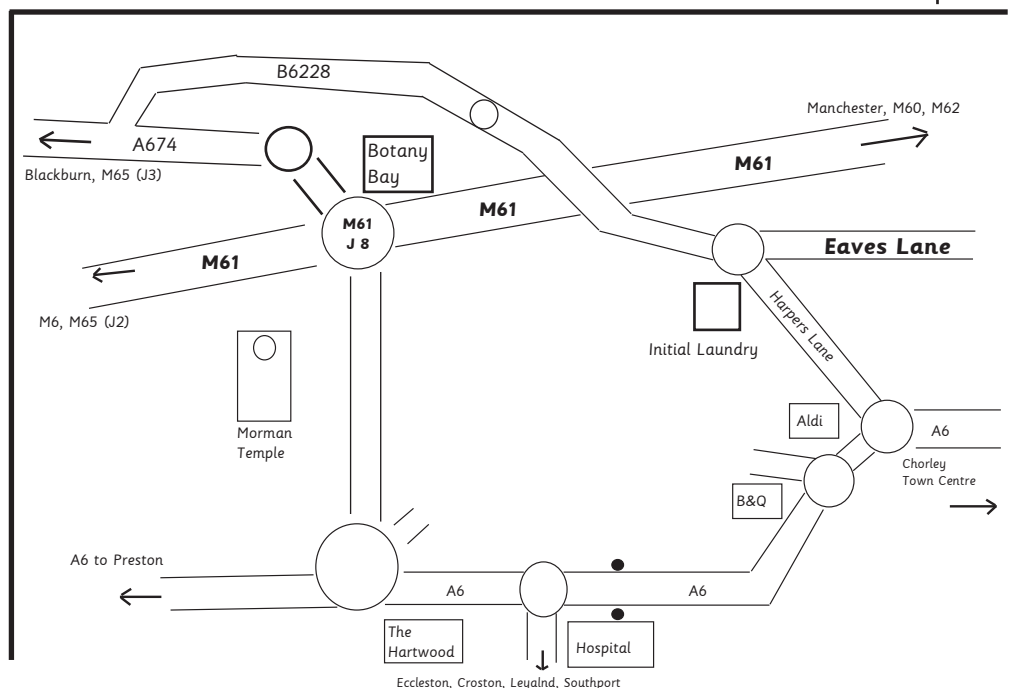 B6228
Manchester, M60, M62
A674
Botany
Bay
M61
Blackburn, M65 (J3)
M61
M61
J 8
Eaves Lane
M61
M6, M65 (J2)
Harpers Lane
Initial Laundry
Aldi
A6
Morman
Temple
Chorley
Town Centre
B&Q
A6 to Preston
A6
A6
The
Hartwood
Hospital
Eccleston, Croston, Leyalnd, Southport